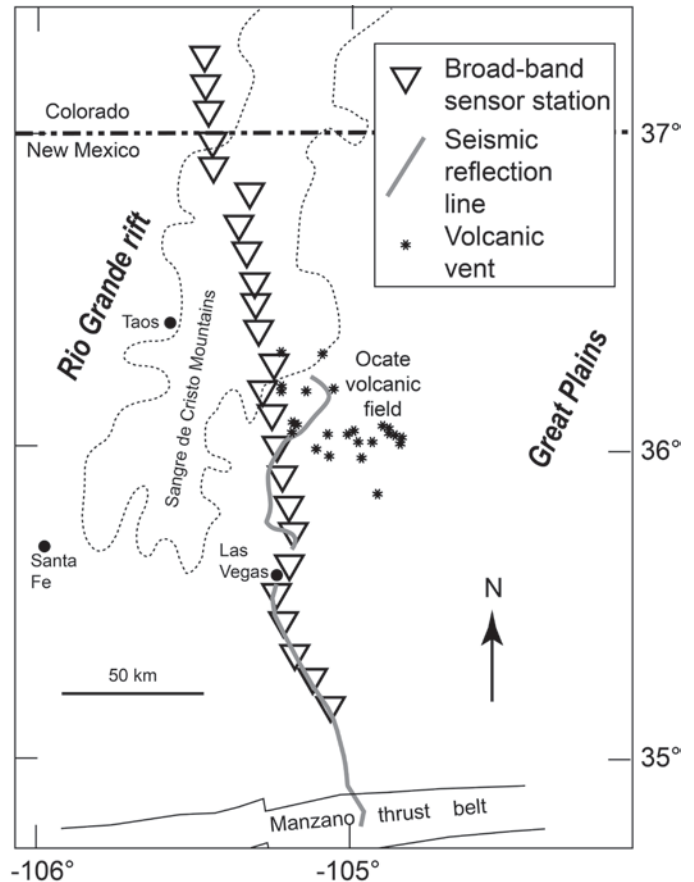 Colorado
New Mexico
37°
Broad-band
sensor station
Seismic
reflection
line
Volcanic
vent
Rio Grande rift
Taos
Sangre de Cristo Mountains
Ocate
volcanic
field
Great Plains
36°
Santa
Fe
Las
Vegas
N
50 km
35°
Manzano thrust belt
-106°
-105°